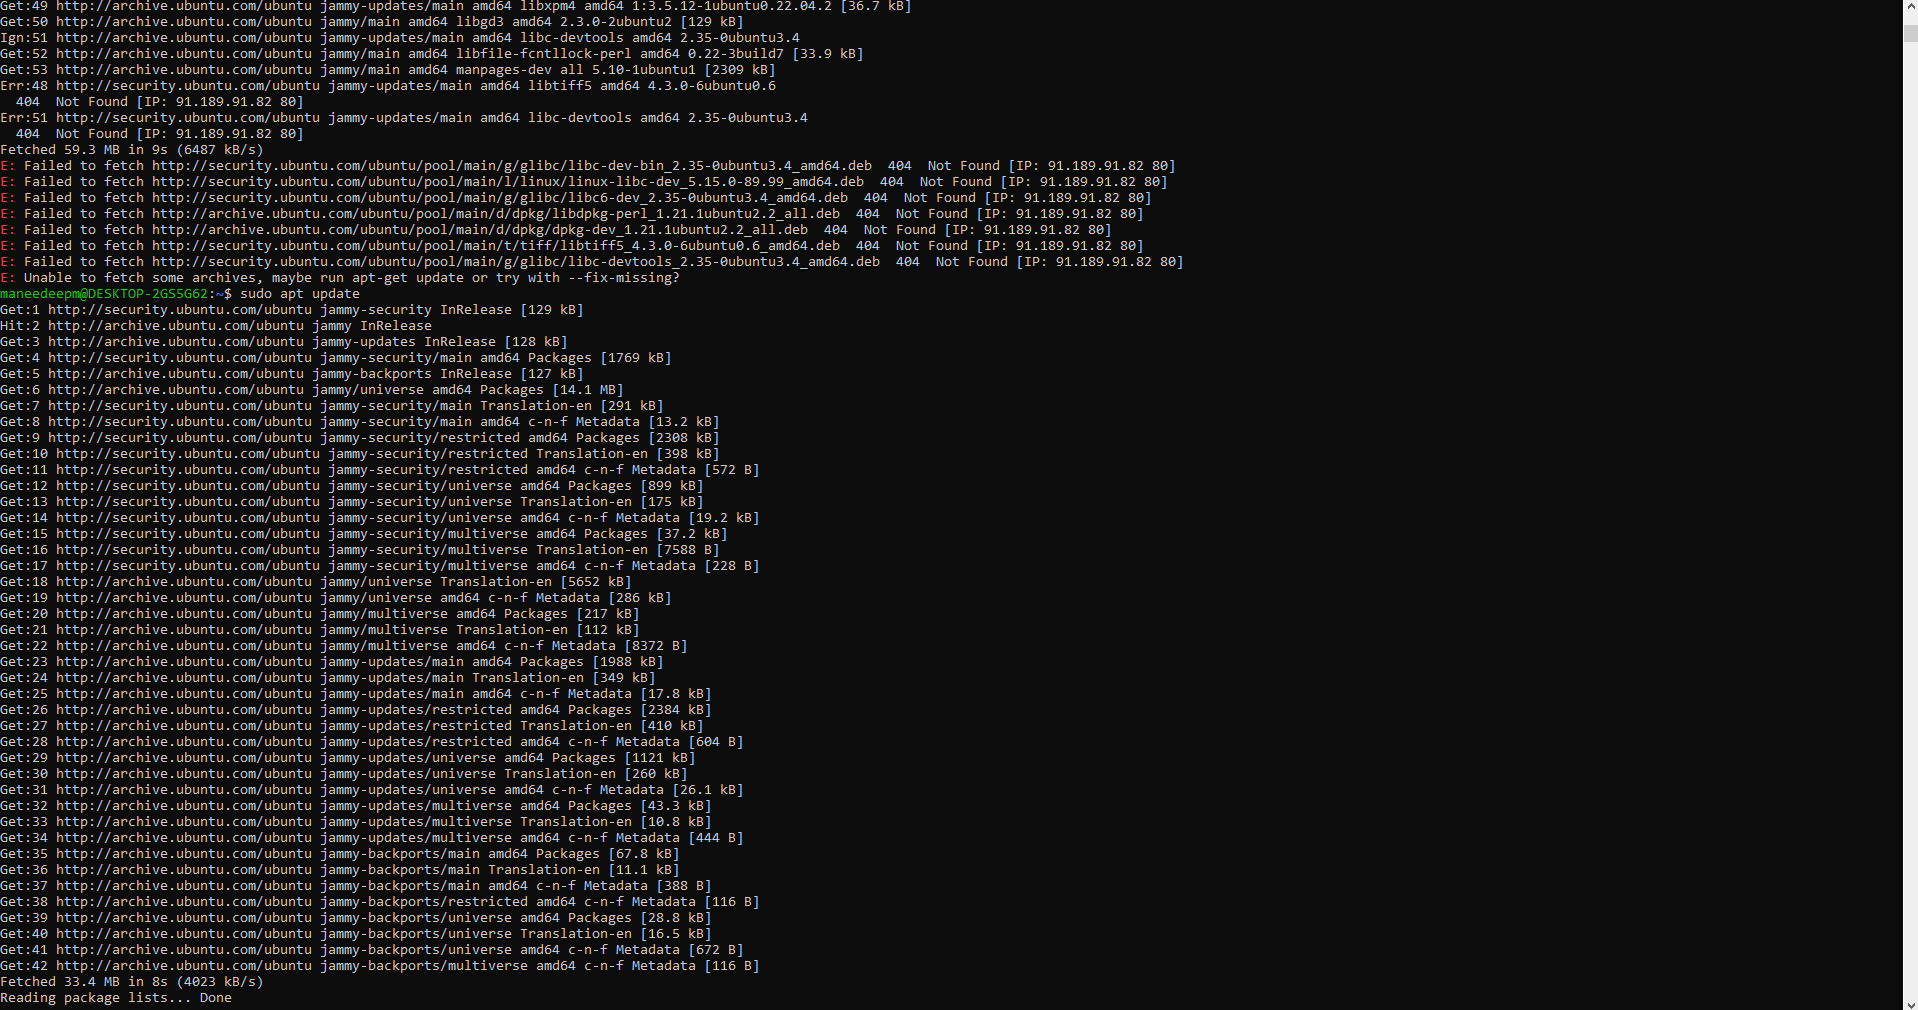 Get:49 http://archive.ubuntu.com/ubuntu jammy-updates/main amd64 libxpm4 amd64 1:3.5.12-1ubuntu0.22.04.2 [36.7 kB]
Get:50 http://archive.ubuntu.com/ubuntu jammy/main amd64 libgd3 amd64 2.3.0-2ubuntu2 [129 kB]
Ign:51 http://archive.ubuntu.com/ubuntu jammy-updates/main amd64 libc-devtools amd64 2.35-0ubuntu3.4
Get:52 http://archive.ubuntu.com/ubuntu jammy/main amd64 libfile-fcntllock-perl amd64 0.22-3build7 [33.9 kB]
Get:53 http://archive.ubuntu.com/ubuntu jammy/main amd64 manpages-dev all 5.10-1ubuntu1 [2309 kB]
Err:48 http://security.ubuntu.com/ubuntu jammy-updates/main amd64 libtiff5 amd64 4.3.0-6ubuntu0.6
  404  Not Found [IP: 91.189.91.82 80]
Err:51 http://security.ubuntu.com/ubuntu jammy-updates/main amd64 libc-devtools amd64 2.35-0ubuntu3.4
  404  Not Found [IP: 91.189.91.82 80]
Fetched 59.3 MB in 9s (6487 kB/s)
E: Failed to fetch http://security.ubuntu.com/ubuntu/pool/main/g/glibc/libc-dev-bin_2.35-0ubuntu3.4_amd64.deb  404  Not Found [IP: 91.189.91.82 80]
E: Failed to fetch http://security.ubuntu.com/ubuntu/pool/main/l/linux/linux-libc-dev_5.15.0-89.99_amd64.deb  404  Not Found [IP: 91.189.91.82 80]
E: Failed to fetch http://security.ubuntu.com/ubuntu/pool/main/g/glibc/libc6-dev_2.35-0ubuntu3.4_amd64.deb  404  Not Found [IP: 91.189.91.82 80]
E: Failed to fetch http://archive.ubuntu.com/ubuntu/pool/main/d/dpkg/libdpkg-perl_1.21.1ubuntu2.2_all.deb  404  Not Found [IP: 91.189.91.82 80]
E: Failed to fetch http://archive.ubuntu.com/ubuntu/pool/main/d/dpkg/dpkg-dev_1.21.1ubuntu2.2_all.deb  404  Not Found [IP: 91.189.91.82 80]
E: Failed to fetch http://security.ubuntu.com/ubuntu/pool/main/t/tiff/libtiff5_4.3.0-6ubuntu0.6_amd64.deb  404  Not Found [IP: 91.189.91.82 80]
E: Failed to fetch http://security.ubuntu.com/ubuntu/pool/main/g/glibc/libc-devtools_2.35-0ubuntu3.4_amd64.deb  404  Not Found [IP: 91.189.91.82 80]
E: Unable to fetch some archives, maybe run apt-get update or try with --fix-missing?
maneedeepm@DESKTOP-2GS5G62:~$ sudo apt update
Get:1 http://security.ubuntu.com/ubuntu jammy-security InRelease [129 kB]
Hit:2 http://archive.ubuntu.com/ubuntu jammy InRelease
Get:3 http://archive.ubuntu.com/ubuntu jammy-updates InRelease [128 kB]
Get:4 http://security.ubuntu.com/ubuntu jammy-security/main amd64 Packages [1769 kB]
Get:5 http://archive.ubuntu.com/ubuntu jammy-backports InRelease [127 kB]
Get:6 http://archive.ubuntu.com/ubuntu jammy/universe amd64 Packages [14.1 MB]
Get:7 http://security.ubuntu.com/ubuntu jammy-security/main Translation-en [291 kB]
Get:8 http://security.ubuntu.com/ubuntu jammy-security/main amd64 c-n-f Metadata [13.2 kB]
Get:9 http://security.ubuntu.com/ubuntu jammy-security/restricted amd64 Packages [2308 kB]
Get:10 http://security.ubuntu.com/ubuntu jammy-security/restricted Translation-en [398 kB]
Get:11 http://security.ubuntu.com/ubuntu jammy-security/restricted amd64 c-n-f Metadata [572 B]
Get:12 http://security.ubuntu.com/ubuntu jammy-security/universe amd64 Packages [899 kB]
Get:13 http://security.ubuntu.com/ubuntu jammy-security/universe Translation-en [175 kB]
Get:14 http://security.ubuntu.com/ubuntu jammy-security/universe amd64 c-n-f Metadata [19.2 kB]
Get:15 http://security.ubuntu.com/ubuntu jammy-security/multiverse amd64 Packages [37.2 kB]
Get:16 http://security.ubuntu.com/ubuntu jammy-security/multiverse Translation-en [7588 B]
Get:17 http://security.ubuntu.com/ubuntu jammy-security/multiverse amd64 c-n-f Metadata [228 B]
Get:18 http://archive.ubuntu.com/ubuntu jammy/universe Translation-en [5652 kB]
Get:19 http://archive.ubuntu.com/ubuntu jammy/universe amd64 c-n-f Metadata [286 kB]
Get:20 http://archive.ubuntu.com/ubuntu jammy/multiverse amd64 Packages [217 kB]
Get:21 http://archive.ubuntu.com/ubuntu jammy/multiverse Translation-en [112 kB]
Get:22 http://archive.ubuntu.com/ubuntu jammy/multiverse amd64 c-n-f Metadata [8372 B]
Get:23 http://archive.ubuntu.com/ubuntu jammy-updates/main amd64 Packages [1988 kB]
Get:24 http://archive.ubuntu.com/ubuntu jammy-updates/main Translation-en [349 kB]
Get:25 http://archive.ubuntu.com/ubuntu jammy-updates/main amd64 c-n-f Metadata [17.8 kB]
Get:26 http://archive.ubuntu.com/ubuntu jammy-updates/restricted amd64 Packages [2384 kB]
Get:27 http://archive.ubuntu.com/ubuntu jammy-updates/restricted Translation-en [410 kB]
Get:28 http://archive.ubuntu.com/ubuntu jammy-updates/restricted amd64 c-n-f Metadata [604 B]
Get:29 http://archive.ubuntu.com/ubuntu jammy-updates/universe amd64 Packages [1121 kB]
Get:30 http://archive.ubuntu.com/ubuntu jammy-updates/universe Translation-en [260 kB]
Get:31 http://archive.ubuntu.com/ubuntu jammy-updates/universe amd64 c-n-f Metadata [26.1 kB]
Get:32 http://archive.ubuntu.com/ubuntu jammy-updates/multiverse amd64 Packages [43.3 kB]
Get:33 http://archive.ubuntu.com/ubuntu jammy-updates/multiverse Translation-en [10.8 kB]
Get:34 http://archive.ubuntu.com/ubuntu jammy-updates/multiverse amd64 c-n-f Metadata [444 B]
Get:35 http://archive.ubuntu.com/ubuntu jammy-backports/main amd64 Packages [67.8 kB]
Get:36 http://archive.ubuntu.com/ubuntu jammy-backports/main Translation-en [11.1 kB]
Get:37 http://archive.ubuntu.com/ubuntu jammy-backports/main amd64 c-n-f Metadata [388 B]
Get:38 http://archive.ubuntu.com/ubuntu jammy-backports/restricted amd64 c-n-f Metadata [116 B]
Get:39 http://archive.ubuntu.com/ubuntu jammy-backports/universe amd64 Packages [28.8 kB]
Get:40 http://archive.ubuntu.com/ubuntu jammy-backports/universe Translation-en [16.5 kB]
Get:41 http://archive.ubuntu.com/ubuntu jammy-backports/universe amd64 c-n-f Metadata [672 B]
Get:42 http://archive.ubuntu.com/ubuntu jammy-backports/multiverse amd64 c-n-f Metadata [116 B]
Fetched 33.4 MB in 8s (4023 kB/s)
Reading package lists... Done